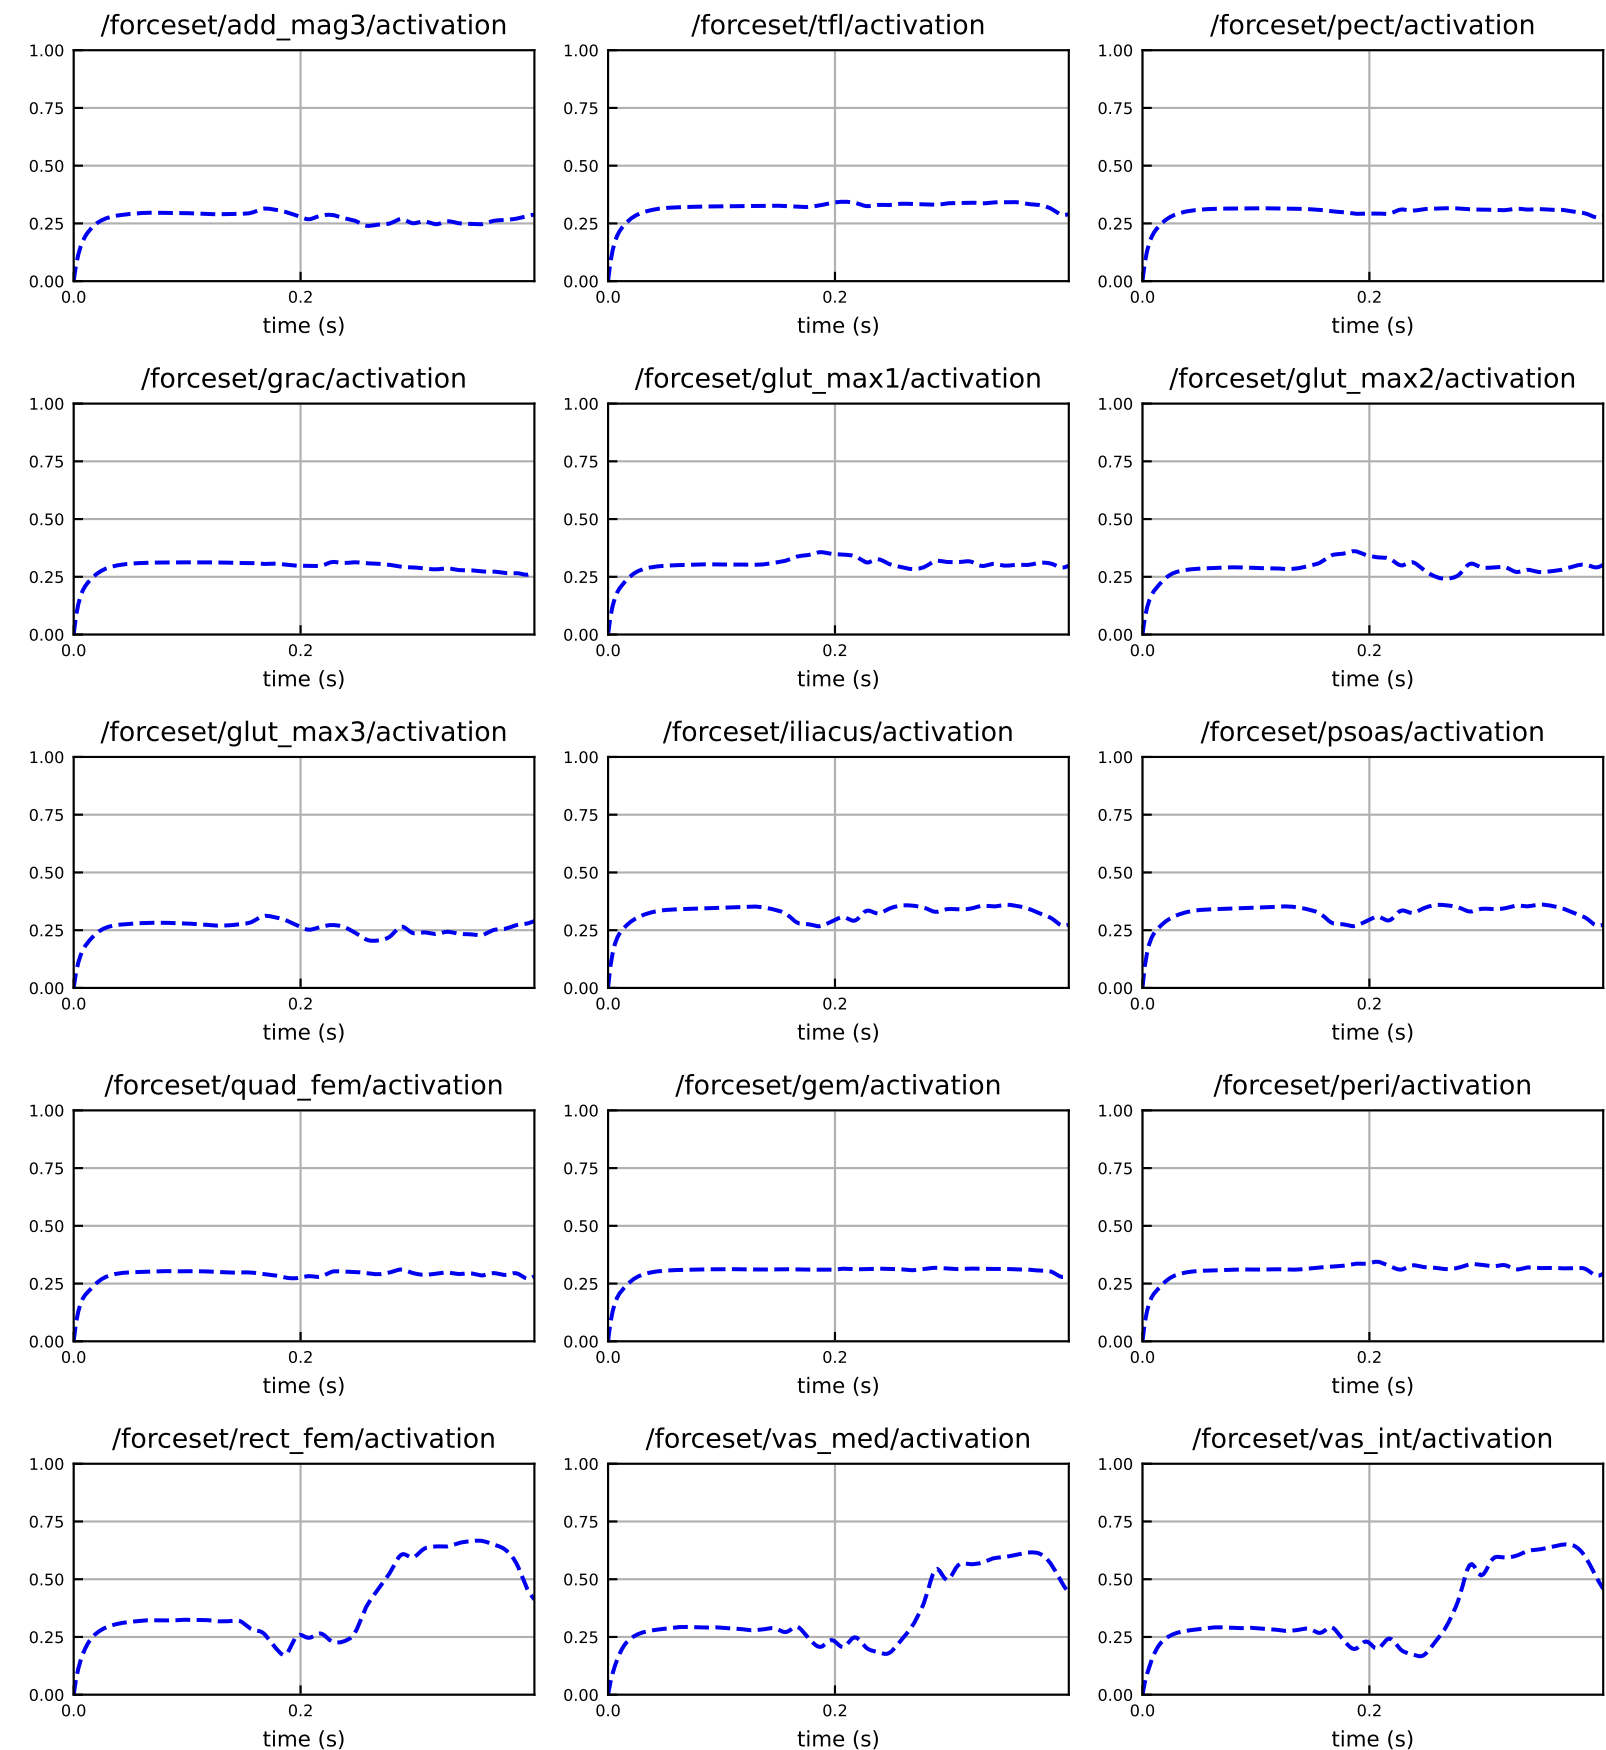 /forceset/add_mag3/activation /forceset/tfl/activation /forceset/pect/activation
1.00 1.00 1.00
0.75 0.75 0.75
0.50 0.50 0.50
0.25 0.25 0.25
0.00 0.00 0.00
0.0 0.2 0.0 0.2 0.0 0.2
time (s) time (s) time (s)
/forceset/grac/activation /forceset/glut_max1/activation /forceset/glut_max2/activation
1.00 1.00 1.00
0.75 0.75 0.75
0.50 0.50 0.50
0.25 0.25 0.25
0.00 0.00 0.00
0.0 0.2 0.0 0.2 0.0 0.2
time (s) time (s) time (s)
/forceset/glut_max3/activation /forceset/iliacus/activation /forceset/psoas/activation
1.00 1.00 1.00
0.75 0.75 0.75
0.50 0.50 0.50
0.25 0.25 0.25
0.00 0.00 0.00
0.0 0.2 0.0 0.2 0.0 0.2
time (s) time (s) time (s)
/forceset/quad_fem/activation /forceset/gem/activation /forceset/peri/activation
1.00 1.00 1.00
0.75 0.75 0.75
0.50 0.50 0.50
0.25 0.25 0.25
0.00 0.00 0.00
0.0 0.2 0.0 0.2 0.0 0.2
time (s) time (s) time (s)
/forceset/rect_fem/activation /forceset/vas_med/activation /forceset/vas_int/activation
1.00 1.00 1.00
0.75 0.75 0.75
0.50 0.50 0.50
0.25 0.25 0.25
0.00 0.00 0.00
0.0 0.2 0.0 0.2 0.0 0.2
time (s) time (s) time (s)